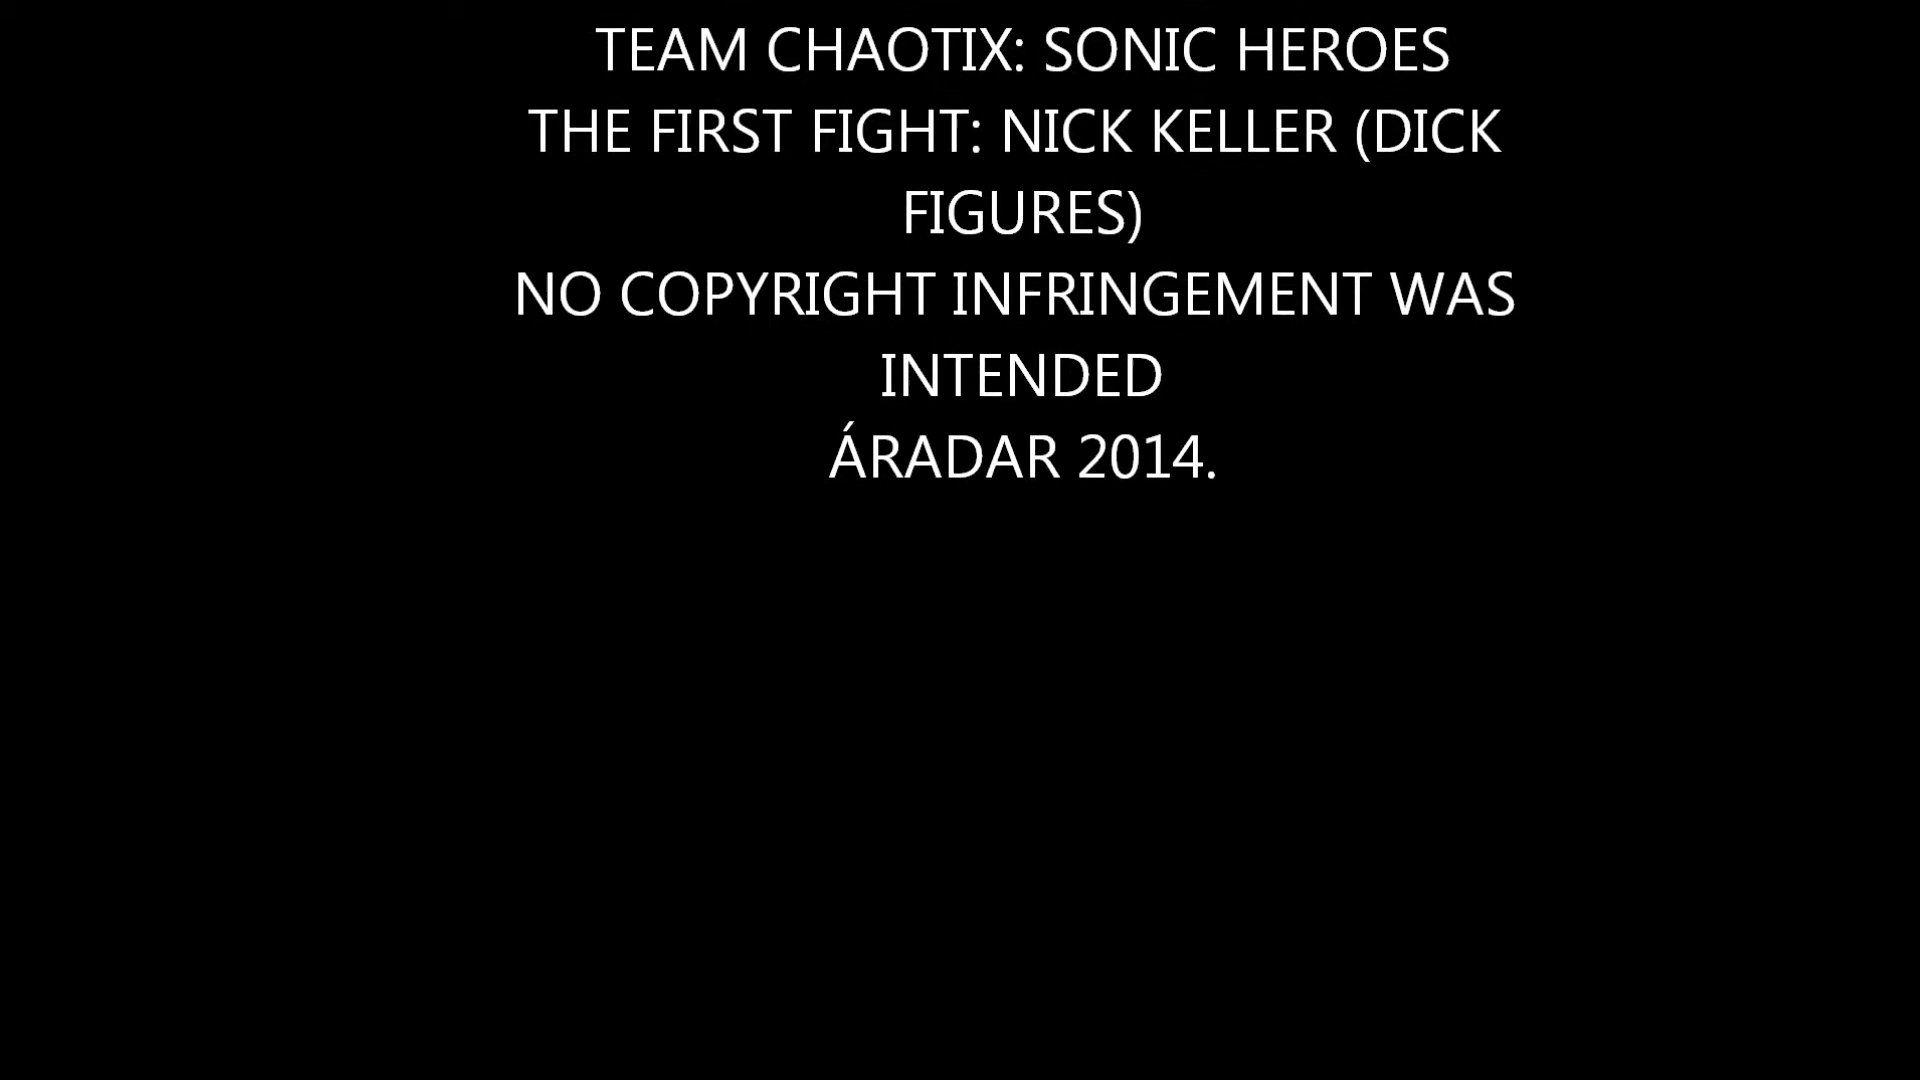 TEAM CHAOTIX: SONIC HEROES
THE FIRST FIGHT: NICK KELLER (DICK
FIGURES)
NO COPYRIGHT INFRINGEMENT WAS
INTENDED
ÁRADAR 2014.